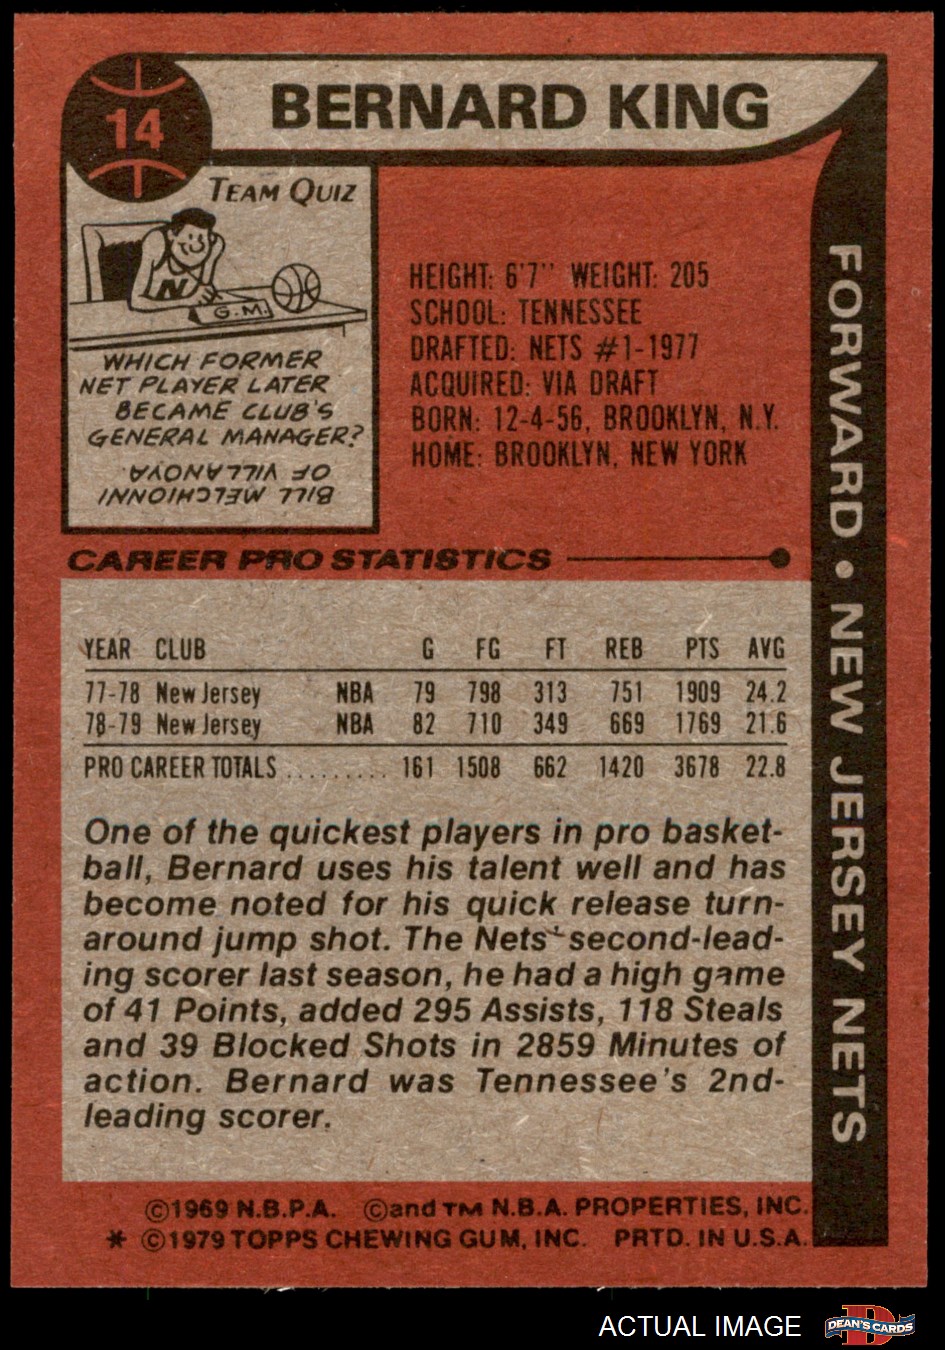 14
BERNARD KING
TEAM QUIZ
N
G.M.
WHICH FORMER
NET PLAYER LATER
BECAME CLUB'S
GENERAL MANAGER?
BILL MELCHIONNI
OF VILLANOVA
HEIGHT: 6'7" WEIGHT: 205
SCHOOL: TENNESSEE
DRAFTED: NETS #1-1977
ACQUIRED: VIA DRAFT
BORN: 12-4-56, BROOKLYN, N.Y.
HOME: BROOKLYN, NEW YORK
FORWARD • NEW JERSEY NETS
CAREER PRO STATISTICS
YEAR CLUB G FG FT REB PTS AVG
77-78 New Jersey NBA 79 798 313 751 1909 24.2
78-79 New Jersey NBA 82 710 349 669 1769 21.6
PRO CAREER TOTALS ......... 161 1508 662 1420 3678 22.8
One of the quickest players in pro basket-
ball, Bernard uses his talent well and has
become noted for his quick release turn-
around jump shot. The Nets' second-lead-
ing scorer last season, he had a high game
of 41 Points, added 295 Assists, 118 Steals
and 39 Blocked Shots in 2859 Minutes of
action. Bernard was Tennessee's 2nd-
leading scorer.
©1969 N.B.P.A. ©and TM N.B.A. PROPERTIES, INC.
* ©1979 TOPPS CHEWING GUM, INC. PRTD. IN U.S.A.
ACTUAL IMAGE
D
DEAN'S CARDS